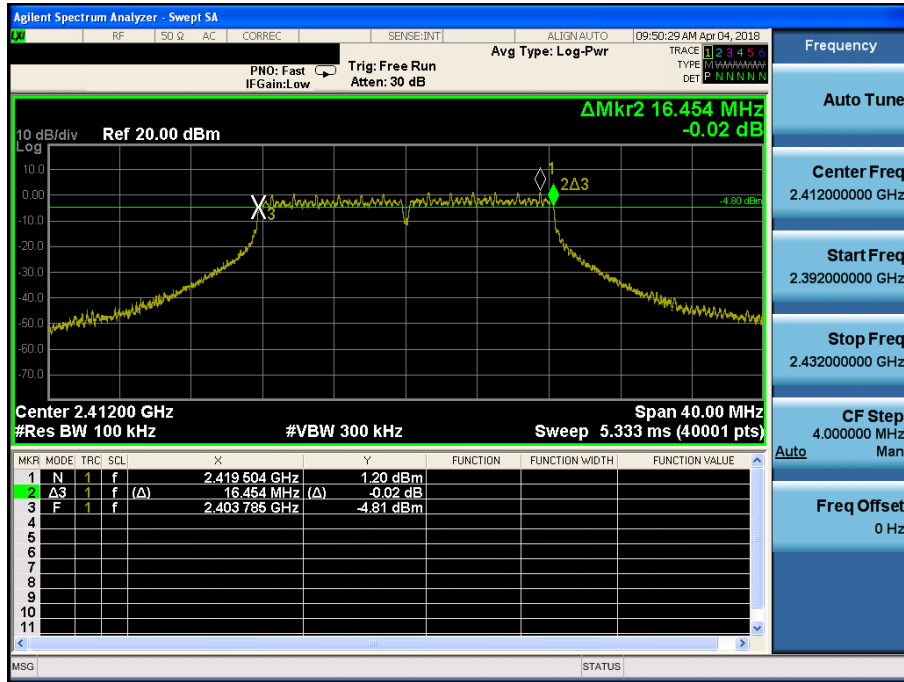 Agilent Spectrum Analyzer - Swept SA
LXI RF 50 Ω AC CORREC SENSE:INT ALIGN AUTO 09:50:29 AM Apr 04, 2018
Frequency
Avg Type: Log-Pwr
TRACE 1 2 3 4 5 6
PNO: Fast Trig: Free Run
TYPE M WWWWW
IFGain:Low Atten: 30 dB
DET P N N N N N
Auto Tune
ΔMkr2 16.454 MHz
-0.02 dB
10 dB/div Ref 20.00 dBm
Log
10.0
0.00
-10.0
-20.0
-30.0
-40.0
-50.0
-60.0
-70.0
1
2Δ3
3
-4.80 dBm
Center Freq
2.412000000 GHz
Start Freq
2.392000000 GHz
Stop Freq
2.432000000 GHz
Center 2.41200 GHz Span 40.00 MHz
#Res BW 100 kHz #VBW 300 kHz Sweep 5.333 ms (40001 pts)
CF Step
4.000000 MHz
Auto Man
Freq Offset
0 Hz
MKR MODE TRC SCL X Y FUNCTION FUNCTION WIDTH FUNCTION VALUE
1 N 1 f 2.419 504 GHz 1.20 dBm
2 Δ3 1 f (Δ) 16.454 MHz (Δ) -0.02 dB
3 F 1 f 2.403 785 GHz -4.81 dBm
4
5
6
7
8
9
10
11
MSG STATUS